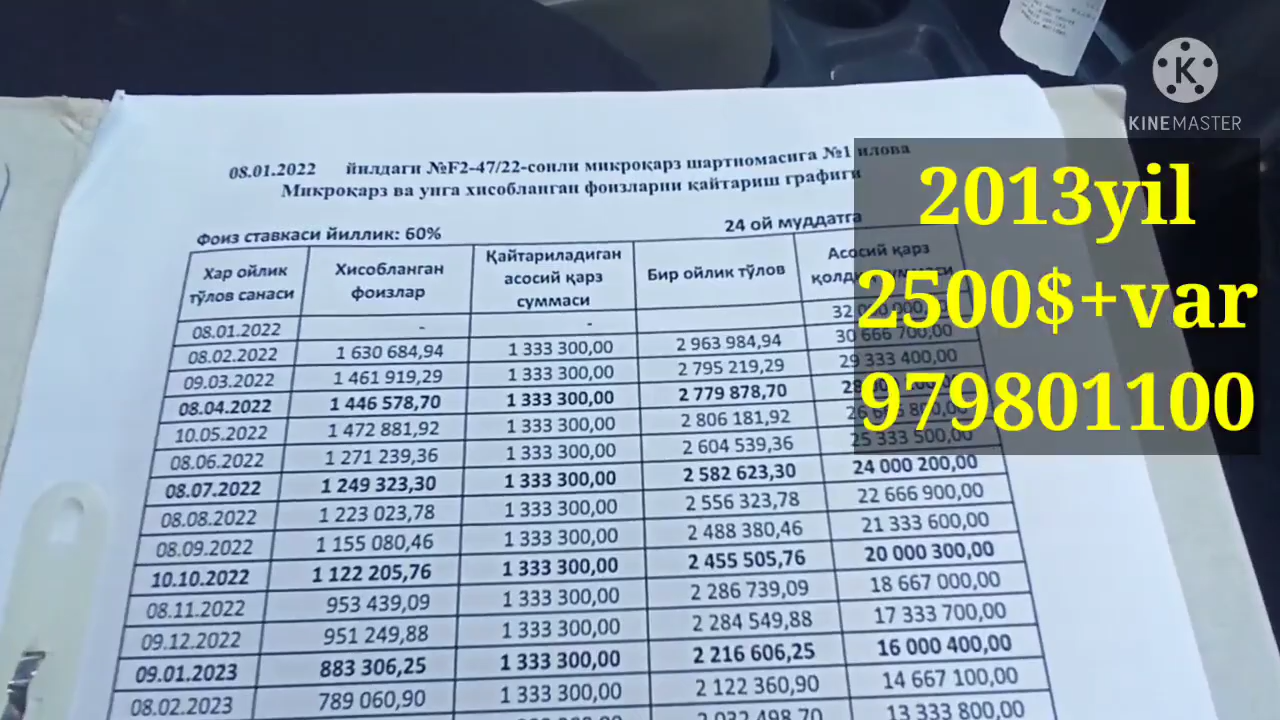 KINEMASTER
08.01.2022 йилдаги №F2-47/22-сонли микроқарз шартномасига №1 илова
Микроқарз ва унга хисобланган фоизларни қайтариш графиги
2013yil
2500$+var
979801100
Фоиз ставкаси йиллик: 60% 24 ой муддатга
Хар ойлик тўлов санаси Хисобланган фоизлар Қайтариладиган асосий қарз суммаси Бир ойлик тўлов Асосий қарз
08.01.2022 - -
08.02.2022 1 630 684,94 1 333 300,00 2 963 984,94 30 666 700,00
09.03.2022 1 461 919,29 1 333 300,00 2 795 219,29 29 333 400,00
08.04.2022 1 446 578,70 1 333 300,00 2 779 878,70
10.05.2022 1 472 881,92 1 333 300,00 2 806 181,92
08.06.2022 1 271 239,36 1 333 300,00 2 604 539,36 25 333 500,00
08.07.2022 1 249 323,30 1 333 300,00 2 582 623,30 24 000 200,00
08.08.2022 1 223 023,78 1 333 300,00 2 556 323,78 22 666 900,00
08.09.2022 1 155 080,46 1 333 300,00 2 488 380,46 21 333 600,00
10.10.2022 1 122 205,76 1 333 300,00 2 455 505,76 20 000 300,00
08.11.2022 953 439,09 1 333 300,00 2 286 739,09 18 667 000,00
09.12.2022 951 249,88 1 333 300,00 2 284 549,88 17 333 700,00
09.01.2023 883 306,25 1 333 300,00 2 216 606,25 16 000 400,00
08.02.2023 789 060,90 1 333 300,00 2 122 360,90 14 667 100,00
2 032 498,70 13 333 800,00